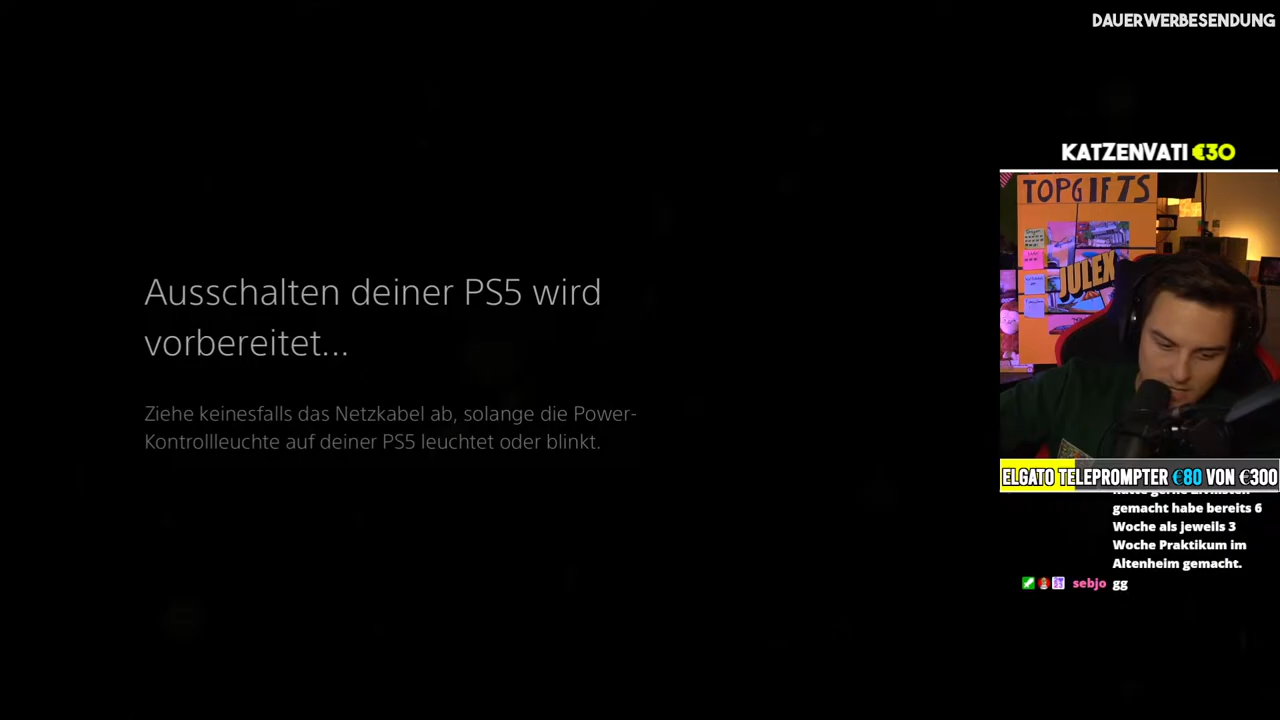 DAUERWERBESENDUNG
KATZENVATI €30
TOPGIFTS
JULEX
Ausschalten deiner PS5 wird
vorbereitet...
Ziehe keinesfalls das Netzkabel ab, solange die Power-
Kontrollleuchte auf deiner PS5 leuchtet oder blinkt.
ELGATO TELEPROMPTER €80 VON €300
gemacht habe bereits 6
Woche als jeweils 3
Woche Praktikum im
Altenheim gemacht.
sebjo gg